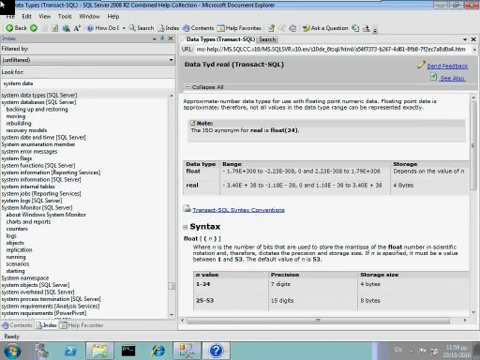 Data Types (Transact-SQL) - SQL Server 2008 R2 Combined Help Collection - Microsoft Document Explorer
File Edit View Tools Window Help
Back
How Do I
Search
Index
Contents
Help Favorites
Ask a Question
Index
Filtered by:
(unfiltered)
Look for:
system data
system data types [SQL Server]
system databases [SQL Server]
backing up and restoring
moving
rebuilding
recovery models
system date and time [SQL Server]
System enumeration member
system error messages
system flags
system functions [SQL Server]
system information [Reporting Services]
system information [SQL Server]
system internal tables
system jobs [Reporting Services]
system logs [SQL Server]
System Monitor [SQL Server]
about Windows System Monitor
charts and reports
counters
logs
objects
replication
running
scenarios
starting
System namespace
system objects [SQL Server]
system overhead [SQL Server]
system process termination [SQL Server]
system requirements [Analysis Services]
system requirements [PowerPivot]
Contents
Index
Help Favorites
Ready
Data Types (Transact-SQL)
Search
URL:
Send Feedback
See Also
Collapse All
Approximate-number data types for use with floating point numeric data. Floating point data is
approximate; therefore, not all values in the data type range can be represented exactly.
Note:
The ISO synonym for real is float(24).
Data type Range Storage
float - 1.79E+308 to -2.23E-308, 0 and 2.23E-308 to 1.79E+308 Depends on the value of n
real - 3.40E + 38 to -1.18E - 38, 0 and 1.18E - 38 to 3.40E + 38 4 Bytes
Transact-SQL Syntax Conventions
Syntax
float [ ( n ) ]
Where n is the number of bits that are used to store the mantissa of the float number in scientific
notation and, therefore, dictates the precision and storage size. If n is specified, it must be a value
between 1 and 53. The default value of n is 53.
n value Precision Storage size
1-24 7 digits 4 bytes
25-53 15 digits 8 bytes
EN